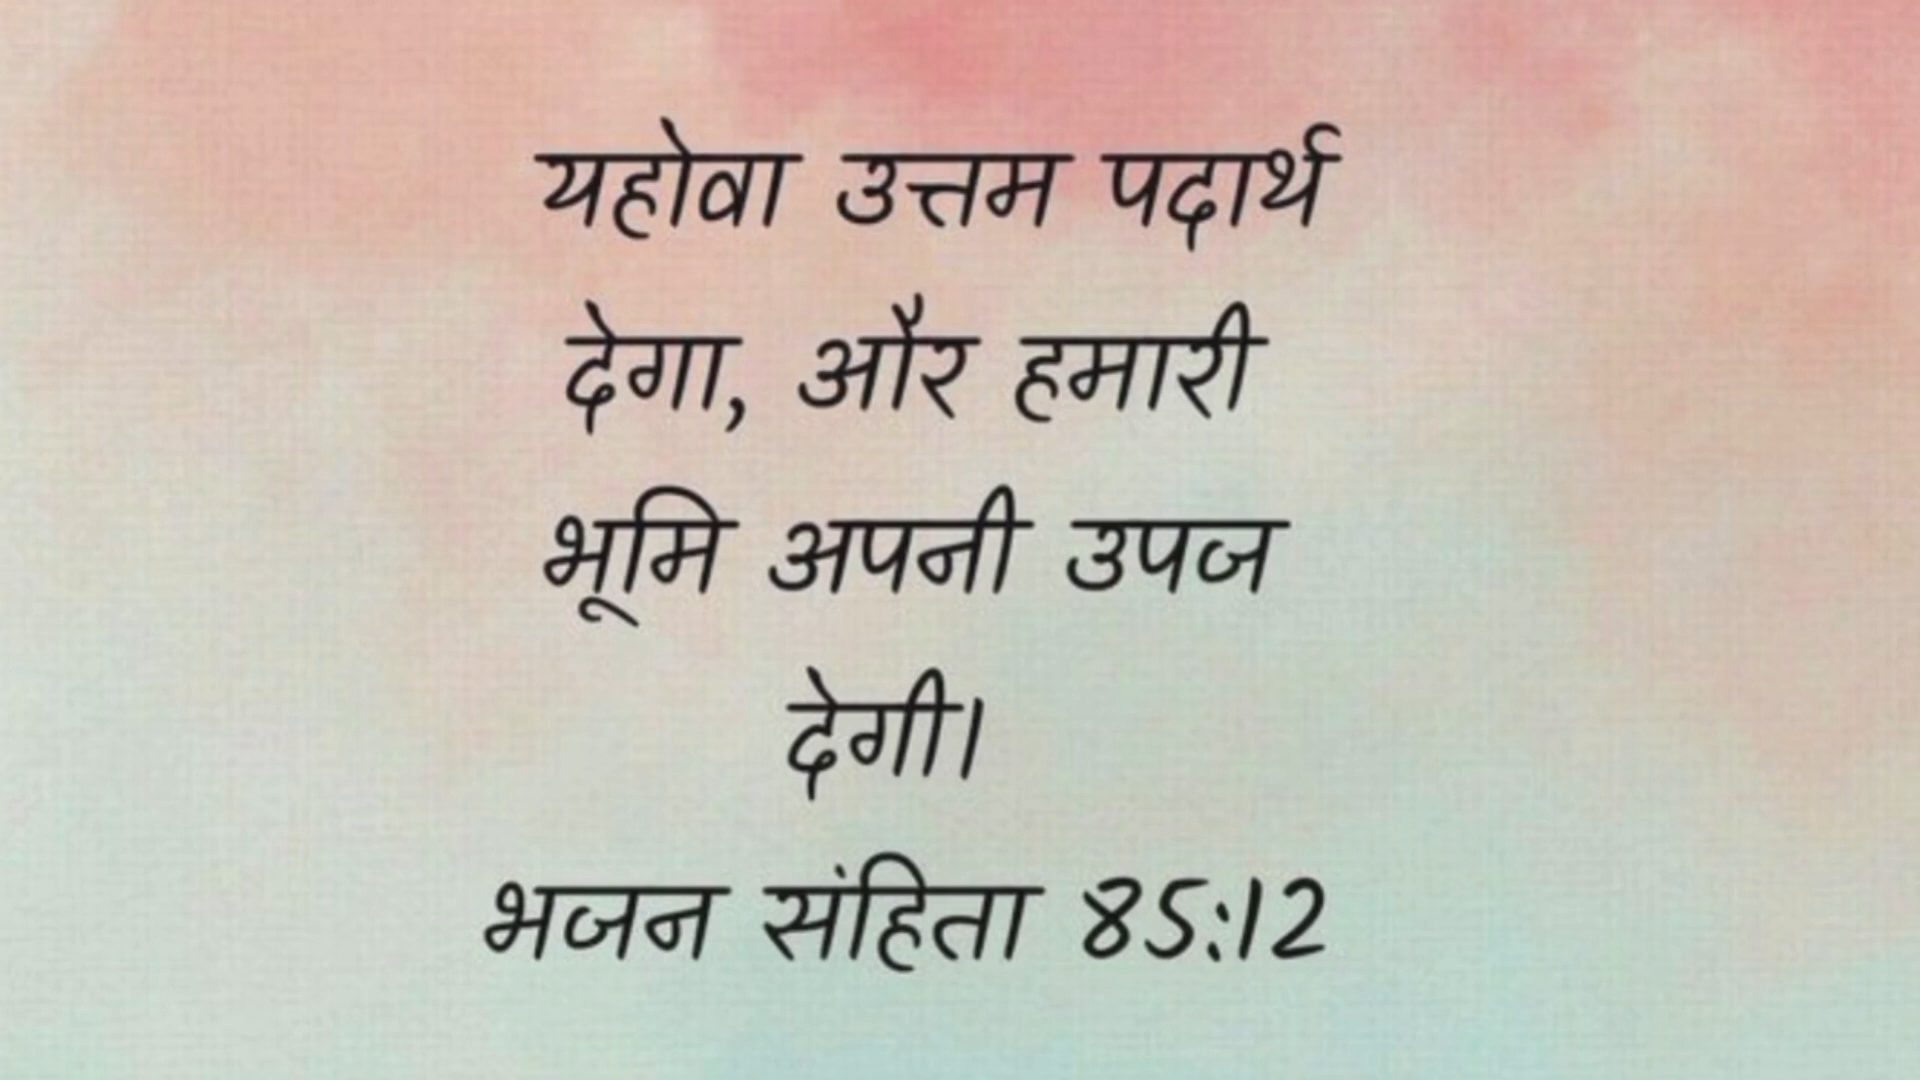 यहोवा उत्तम पदार्थ
देगा, और हमारी
भूमि अपनी उपज
देगी।
भजन संहिता 85:12